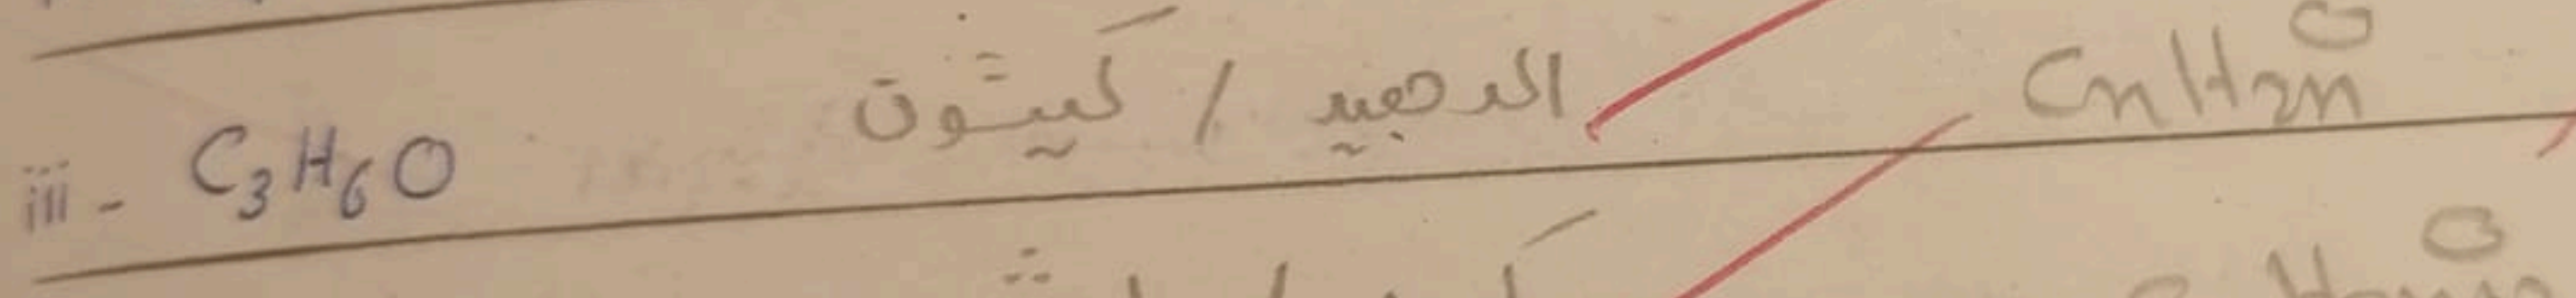 iii - C₃H₆O الدهيد / كيتون CnH2nO